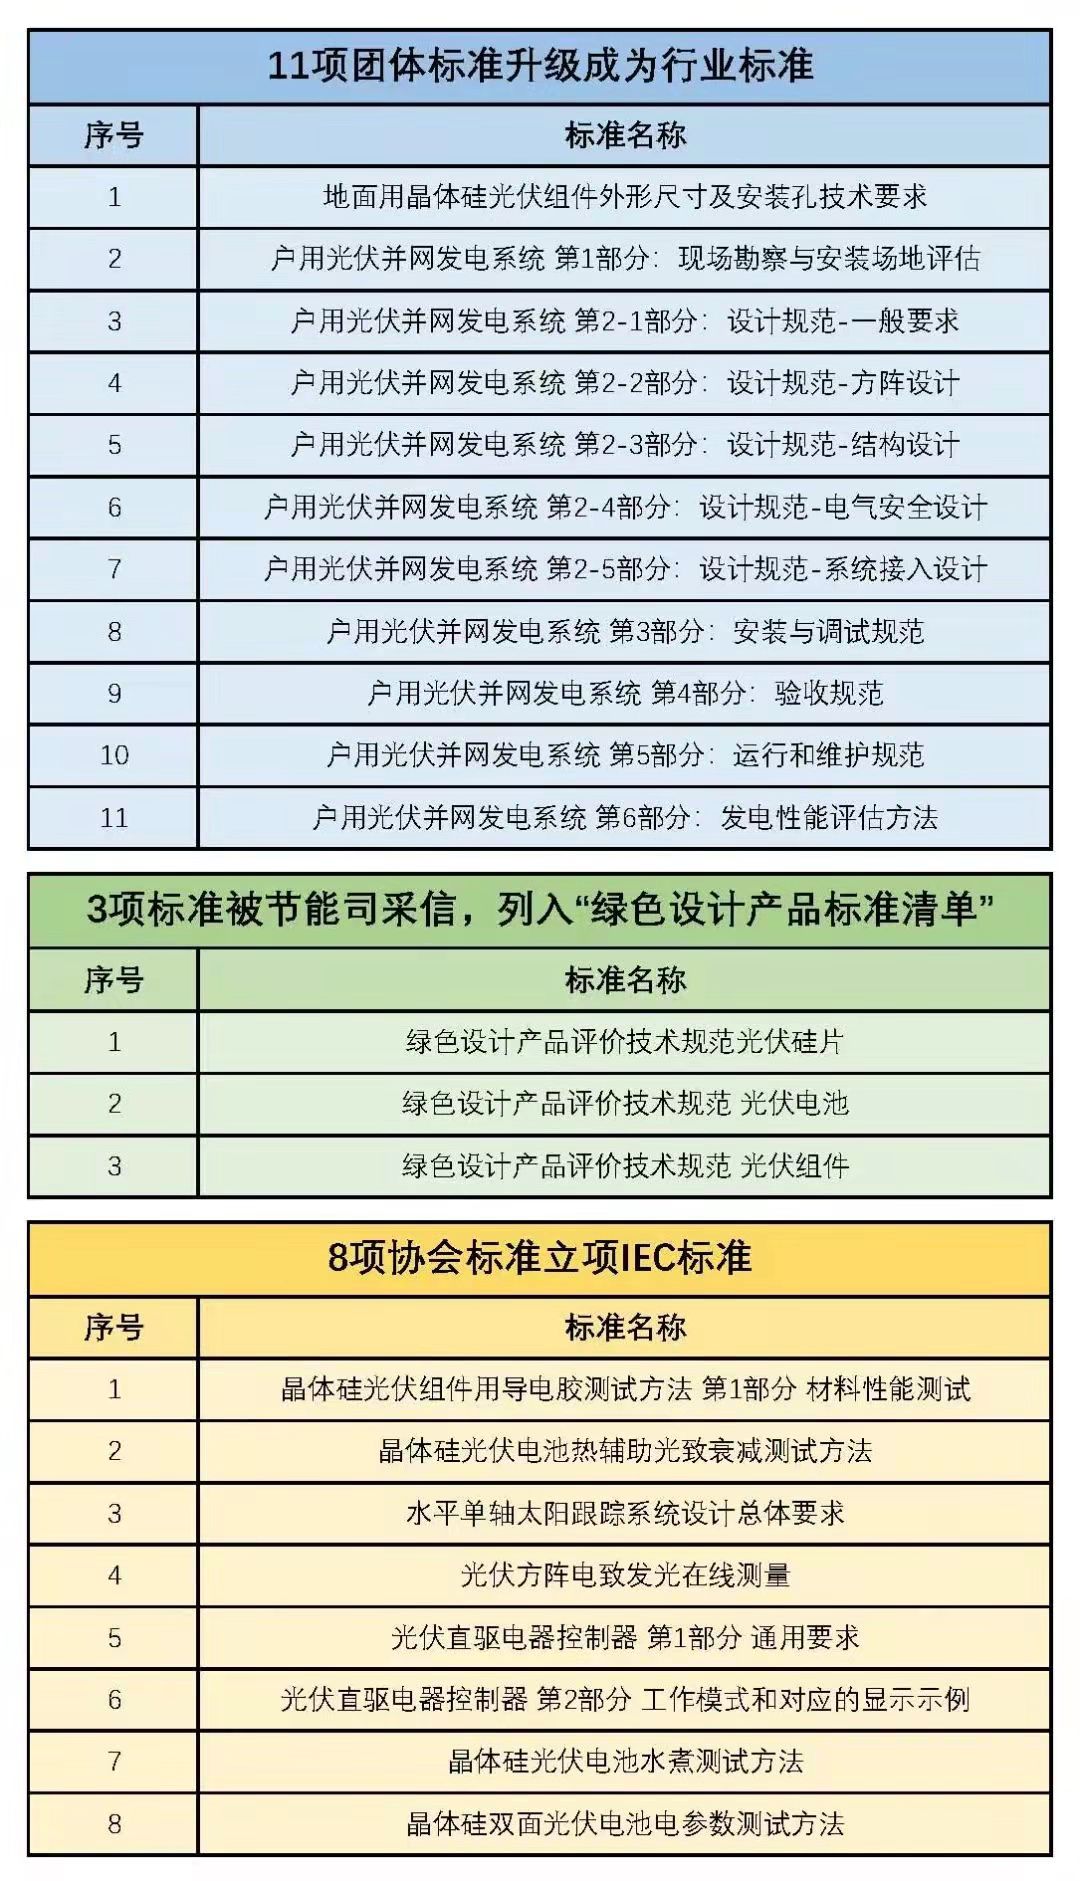 11项团体标准升级成为行业标准
序号 标准名称
1 地面用晶体硅光伏组件外形尺寸及安装孔技术要求
2 户用光伏并网发电系统 第1部分：现场勘察与安装场地评估
3 户用光伏并网发电系统 第2-1部分：设计规范-一般要求
4 户用光伏并网发电系统 第2-2部分：设计规范-方阵设计
5 户用光伏并网发电系统 第2-3部分：设计规范-结构设计
6 户用光伏并网发电系统 第2-4部分：设计规范-电气安全设计
7 户用光伏并网发电系统 第2-5部分：设计规范-系统接入设计
8 户用光伏并网发电系统 第3部分：安装与调试规范
9 户用光伏并网发电系统 第4部分：验收规范
10 户用光伏并网发电系统 第5部分：运行和维护规范
11 户用光伏并网发电系统 第6部分：发电性能评估方法
3项标准被节能司采信，列入“绿色设计产品标准清单”
序号 标准名称
1 绿色设计产品评价技术规范光伏硅片
2 绿色设计产品评价技术规范 光伏电池
3 绿色设计产品评价技术规范 光伏组件
8项协会标准立项IEC标准
序号 标准名称
1 晶体硅光伏组件用导电胶测试方法 第1部分 材料性能测试
2 晶体硅光伏电池热辅助光致衰减测试方法
3 水平单轴太阳跟踪系统设计总体要求
4 光伏方阵电致发光在线测量
5 光伏直驱电器控制器 第1部分 通用要求
6 光伏直驱电器控制器 第2部分 工作模式和对应的显示示例
7 晶体硅光伏电池水煮测试方法
8 晶体硅双面光伏电池电参数测试方法